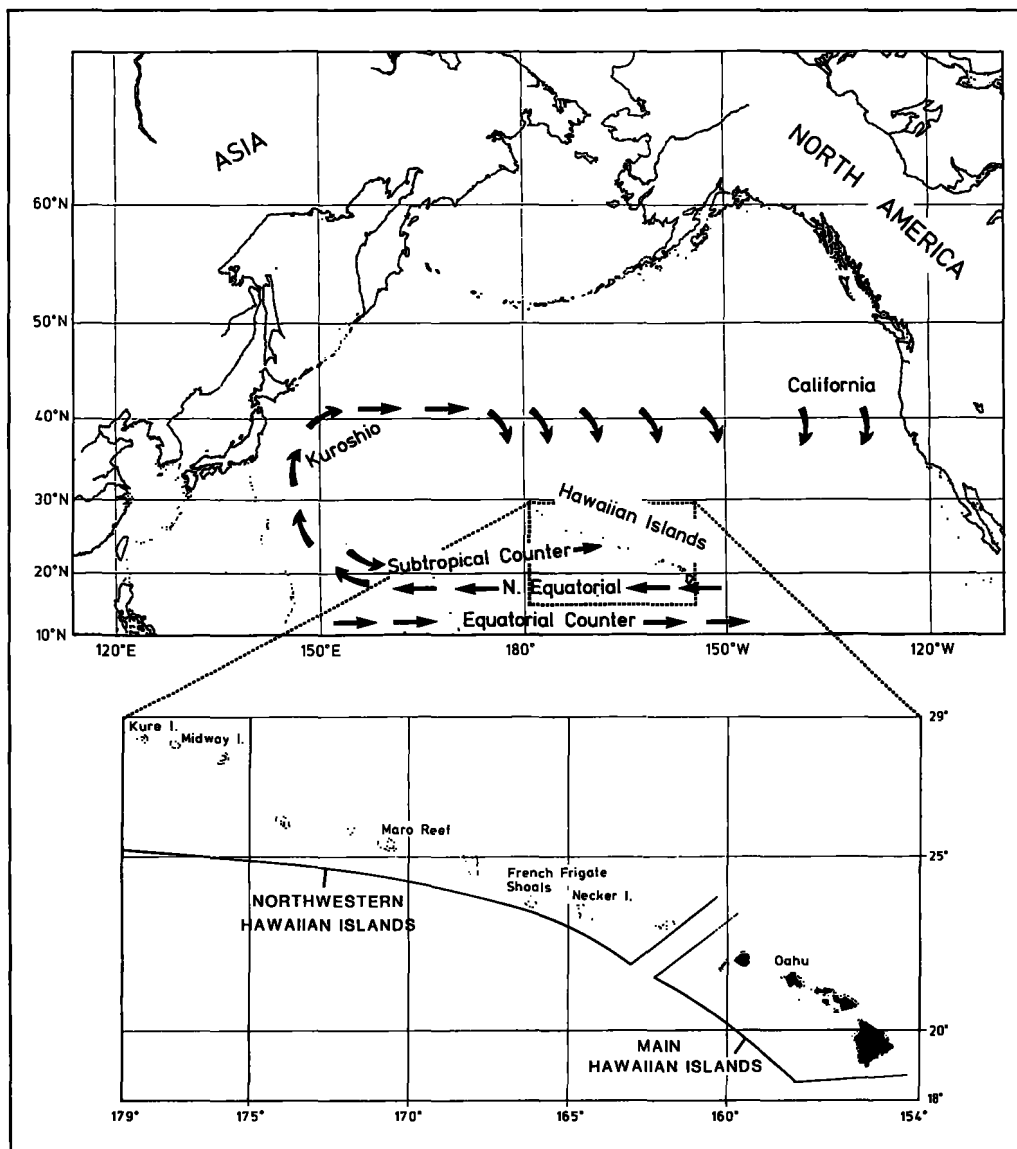 ASIA
NORTH
AMERICA
60°N
50°N
California
40°N
Kuroshio
30°N
Hawaiian Islands
Subtropical Counter
20°N
N. Equatorial
Equatorial Counter
10°N
120°E
150°E
180°
150°W
120°W
29°
Kure I.
Midway I.
Maro Reef
25°
French Frigate
Shoals
Necker I.
NORTHWESTERN
HAWAIIAN ISLANDS
Oahu
20°
MAIN
HAWAIIAN ISLANDS
18°
179°
175°
170°
165°
160°
154°